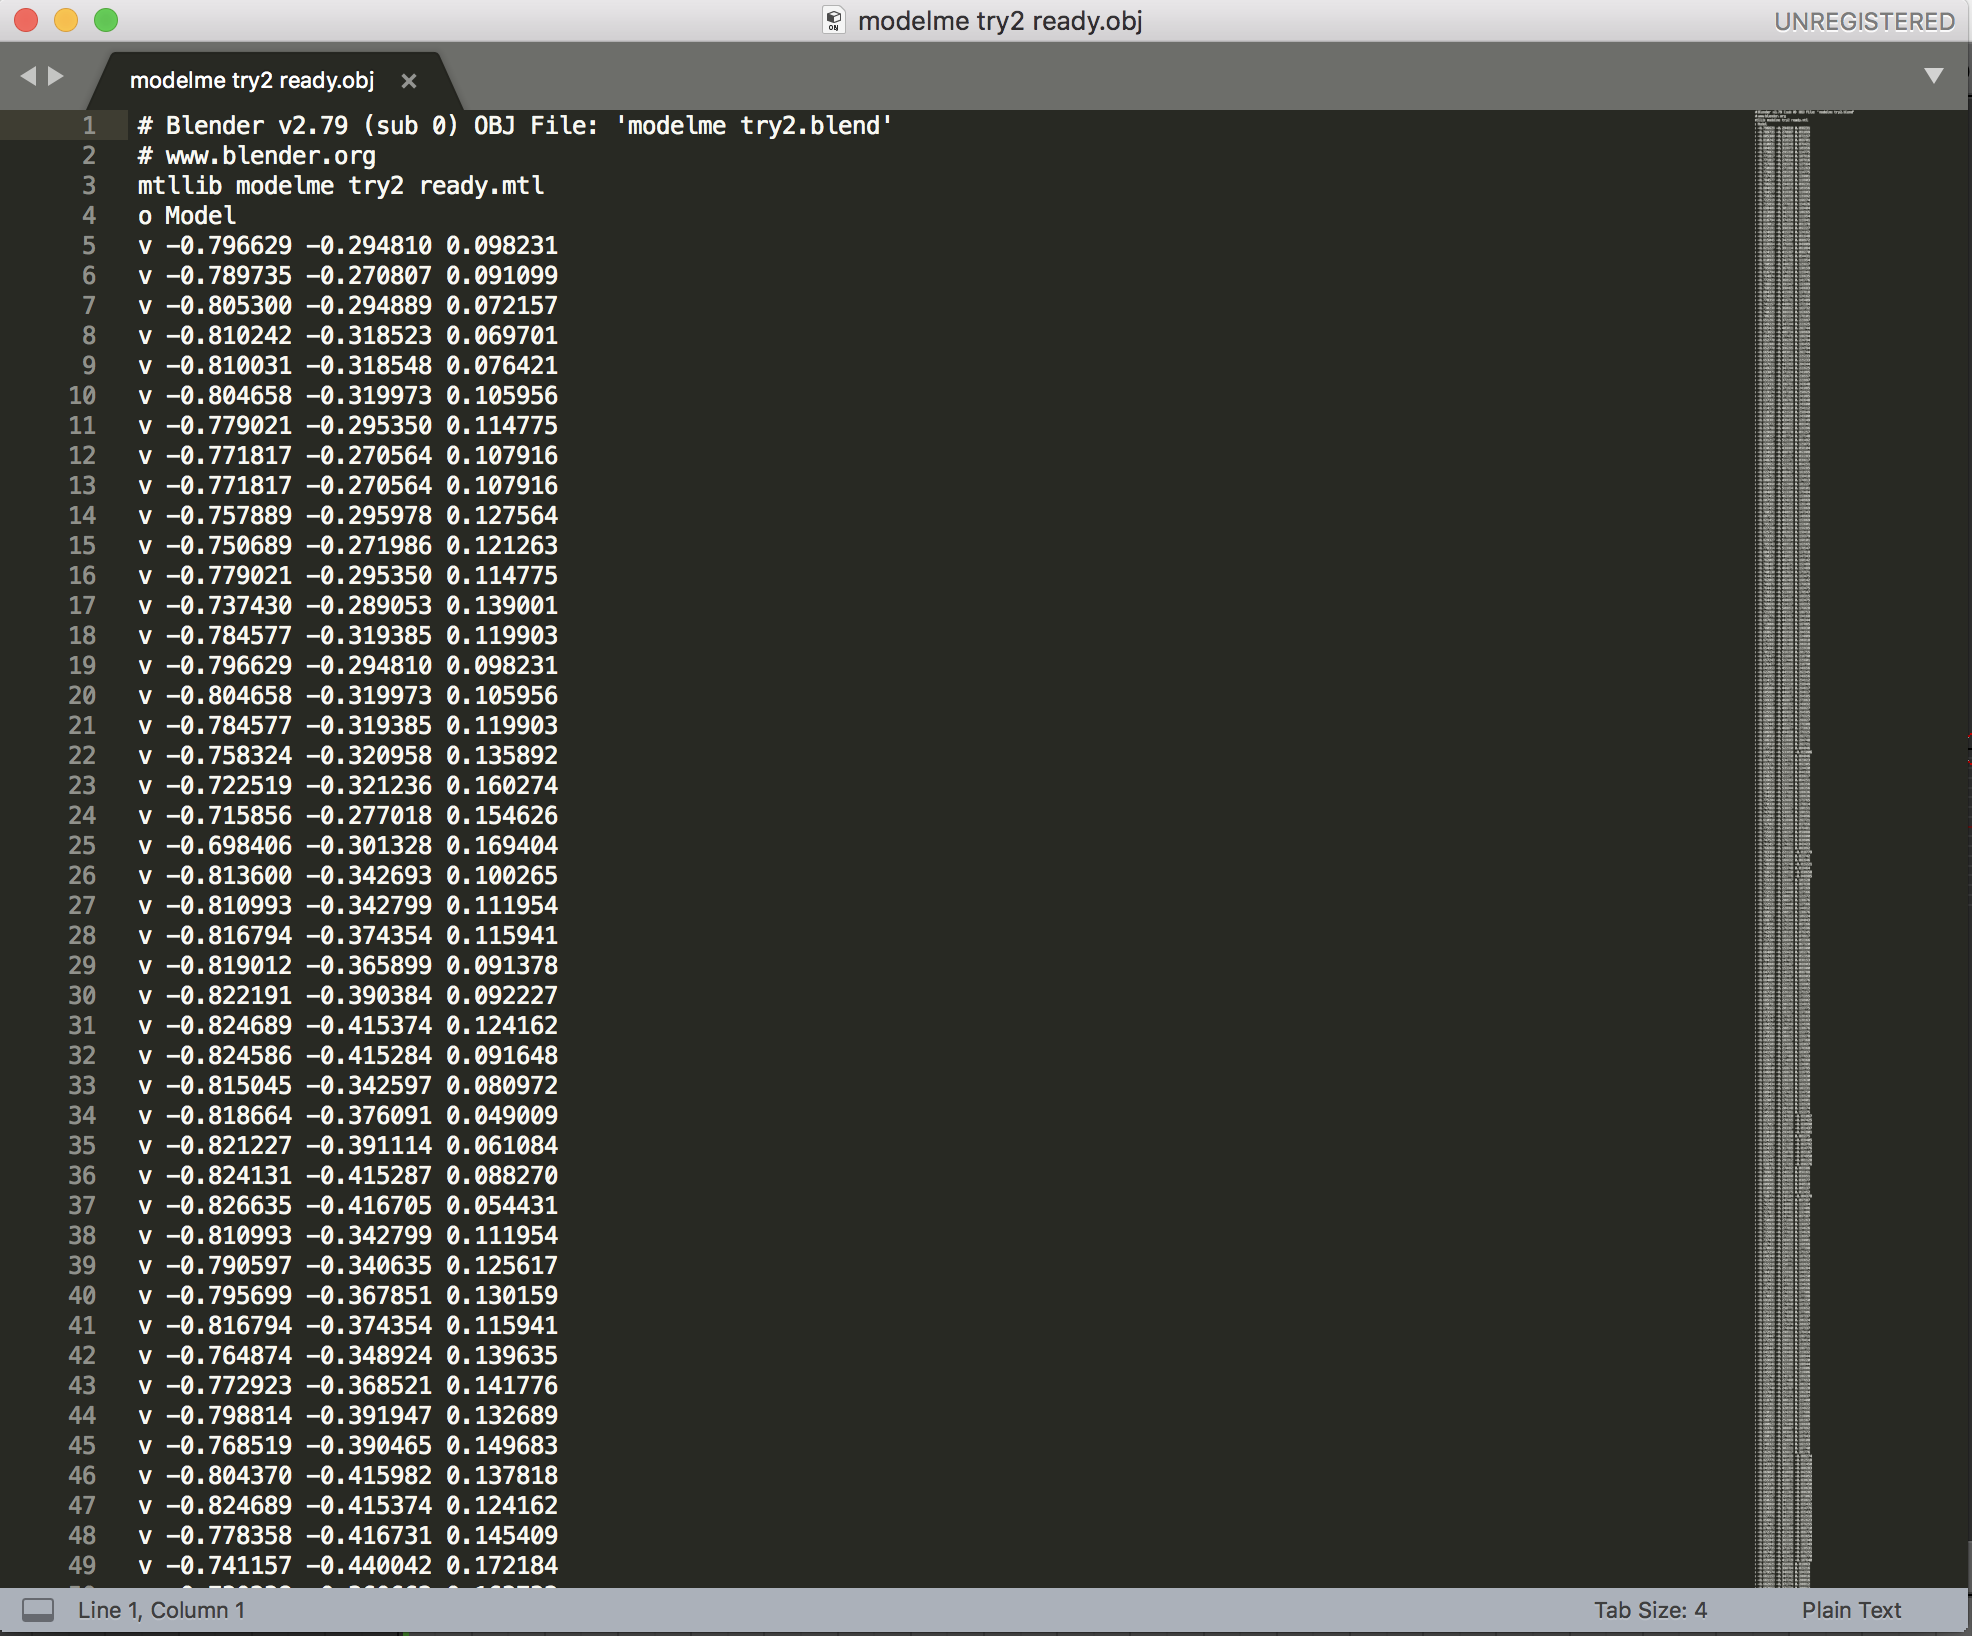 modelme try2 ready.obj
UNREGISTERED
modelme try2 ready.obj ×
1 # Blender v2.79 (sub 0) OBJ File: 'modelme try2.blend'
2 # www.blender.org
3 mtllib modelme try2 ready.mtl
4 o Model
5 v -0.796629 -0.294810 0.098231
6 v -0.789735 -0.270807 0.091099
7 v -0.805300 -0.294889 0.072157
8 v -0.810242 -0.318523 0.069701
9 v -0.810031 -0.318548 0.076421
10 v -0.804658 -0.319973 0.105956
11 v -0.779021 -0.295350 0.114775
12 v -0.771817 -0.270564 0.107916
13 v -0.771817 -0.270564 0.107916
14 v -0.757889 -0.295978 0.127564
15 v -0.750689 -0.271986 0.121263
16 v -0.779021 -0.295350 0.114775
17 v -0.737430 -0.289053 0.139001
18 v -0.784577 -0.319385 0.119903
19 v -0.796629 -0.294810 0.098231
20 v -0.804658 -0.319973 0.105956
21 v -0.784577 -0.319385 0.119903
22 v -0.758324 -0.320958 0.135892
23 v -0.722519 -0.321236 0.160274
24 v -0.715856 -0.277018 0.154626
25 v -0.698406 -0.301328 0.169404
26 v -0.813600 -0.342693 0.100265
27 v -0.810993 -0.342799 0.111954
28 v -0.816794 -0.374354 0.115941
29 v -0.819012 -0.365899 0.091378
30 v -0.822191 -0.390384 0.092227
31 v -0.824689 -0.415374 0.124162
32 v -0.824586 -0.415284 0.091648
33 v -0.815045 -0.342597 0.080972
34 v -0.818664 -0.376091 0.049009
35 v -0.821227 -0.391114 0.061084
36 v -0.824131 -0.415287 0.088270
37 v -0.826635 -0.416705 0.054431
38 v -0.810993 -0.342799 0.111954
39 v -0.790597 -0.340635 0.125617
40 v -0.795699 -0.367851 0.130159
41 v -0.816794 -0.374354 0.115941
42 v -0.764874 -0.348924 0.139635
43 v -0.772923 -0.368521 0.141776
44 v -0.798814 -0.391947 0.132689
45 v -0.768519 -0.390465 0.149683
46 v -0.804370 -0.415982 0.137818
47 v -0.824689 -0.415374 0.124162
48 v -0.778358 -0.416731 0.145409
49 v -0.741157 -0.440042 0.172184
Line 1, Column 1
Tab Size: 4
Plain Text